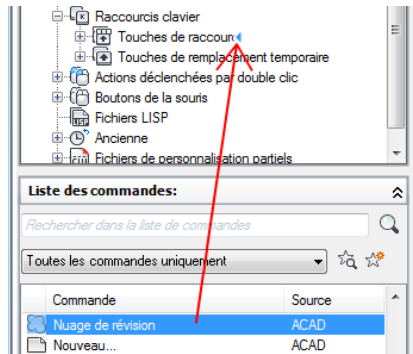 Raccourcis clavier
Touches de raccourc
Touches de remplacement temporaire
Actions déclenchées par double clic
Boutons de la souris
Fichiers LISP
Ancienne
Fichiers de personnalisation partiels
Liste des commandes:
Rechercher dans la liste de commandes
Toutes les commandes uniquement
Commande Source
Nuage de révision ACAD
Nouveau... ACAD